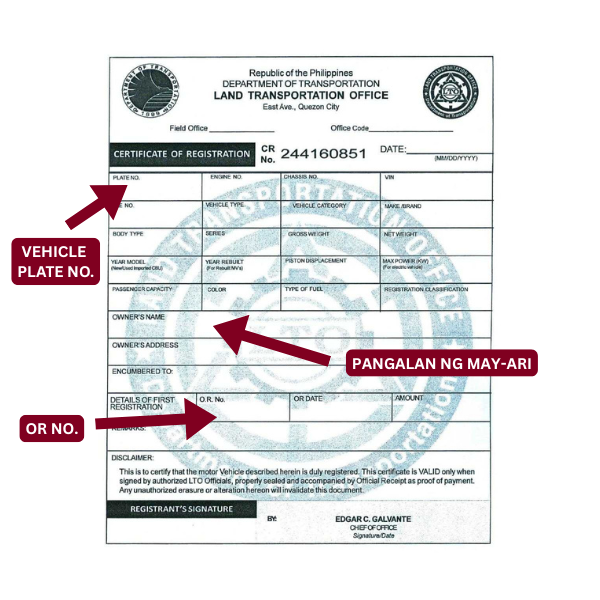 Republic of the Philippines
DEPARTMENT OF TRANSPORTATION
LAND TRANSPORTATION OFFICE
East Ave., Quezon City
Field Office
Office Code
CERTIFICATE OF REGISTRATION
CR No. 244160851
DATE:
(MM/DD/YYYY)
PLATE NO. ENGINE NO. CHASSIS NO. VIN
NO. VEHICLE TYPE VEHICLE CATEGORY MAKE /BRAND
BODY TYPE SERIES GROSS WEIGHT NET WEIGHT
VEHICLE PLATE NO.
YEAR MODEL YEAR REBUILT PISTON DISPLACEMENT MAX POWER (KW)
(New/Used Imported CBU) (For Rebuilt MVs) (For electric vehicle)
PASSENGER CAPACITY COLOR TYPE OF FUEL REGISTRATION CLASSIFICATION
OWNER'S NAME
OWNER'S ADDRESS
PANGALAN NG MAY-ARI
ENCUMBERED TO:
DETAILS OF FIRST REGISTRATION O.R. No. OR DATE AMOUNT
OR NO.
REMARKS:
DISCLAIMER:
This is to certify that the motor Vehicle described herein is duly registered. This certificate is VALID only when
signed by authorized LTO Officials, properly sealed and accompanied by Official Receipt as proof of payment.
Any unauthorized erasure or alteration hereon will invalidate this document.
REGISTRANT'S SIGNATURE
BY:
EDGAR C. GALVANTE
CHIEF OF OFFICE
Signature/Date